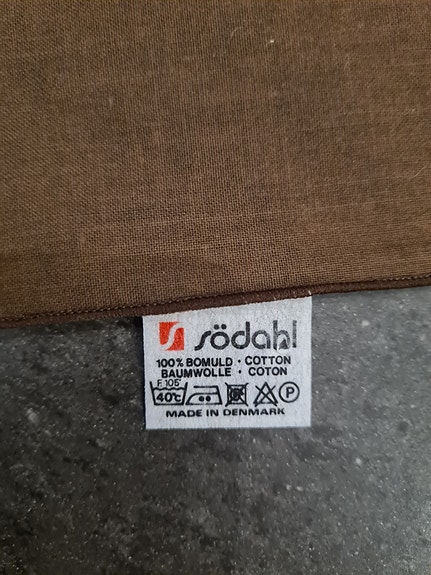 södahl
100% BOMULD · COTTON
BAUMWOLLE · COTON
F. 105
40°C P
MADE IN DENMARK